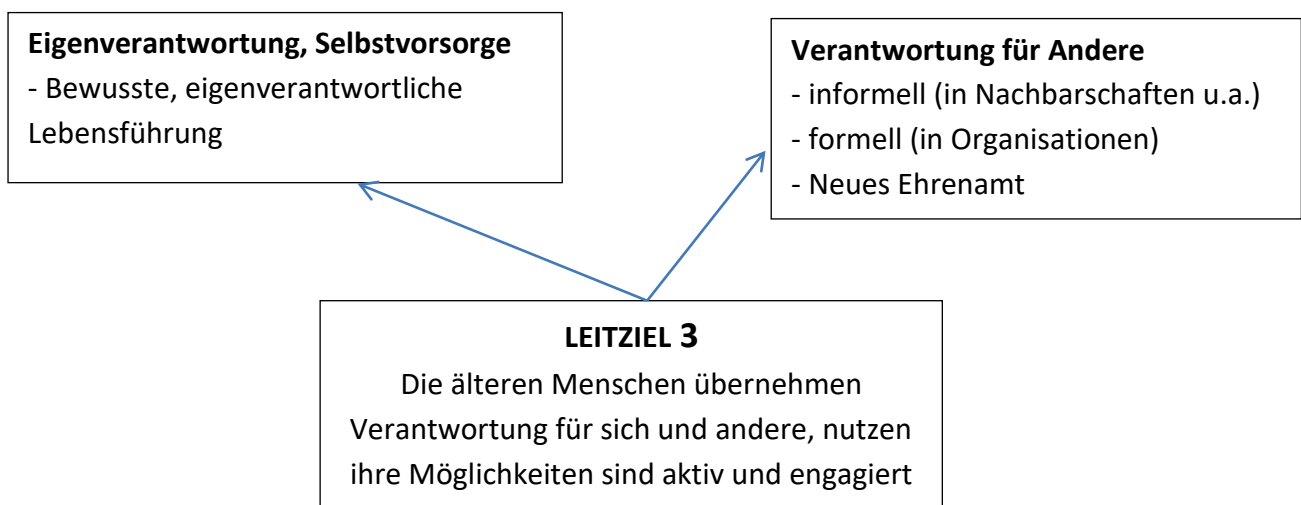 Eigenverantwortung, Selbstvorsorge
- Bewusste, eigenverantwortliche
Lebensführung
Verantwortung für Andere
- informell (in Nachbarschaften u.a.)
- formell (in Organisationen)
- Neues Ehrenamt
LEITZIEL 3
Die älteren Menschen übernehmen
Verantwortung für sich und andere, nutzen
ihre Möglichkeiten sind aktiv und engagiert